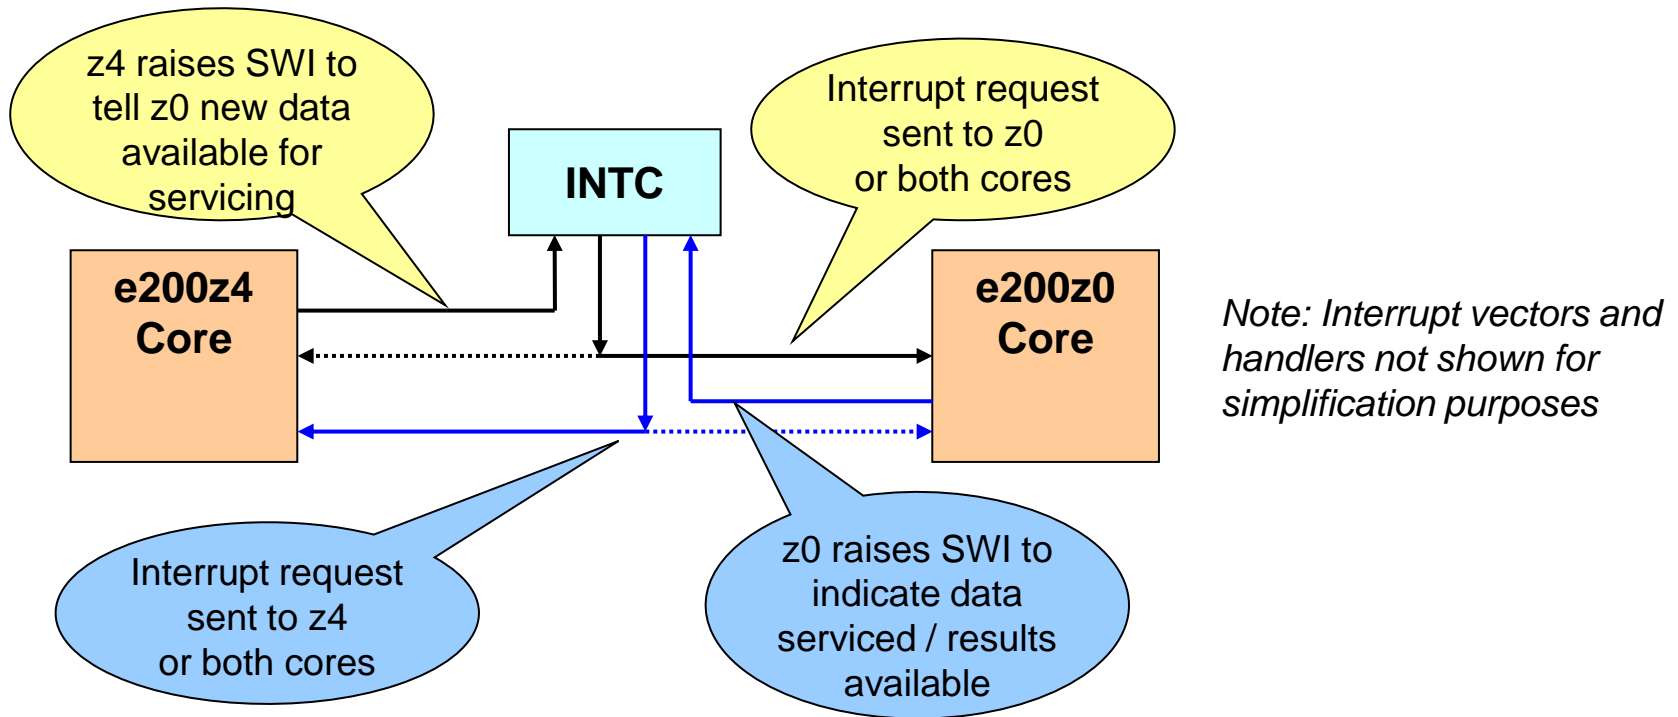 z4 raises SWI to
tell z0 new data
available for
servicing
INTC
Interrupt request
sent to z0
or both cores
e200z4
Core
e200z0
Core
Note: Interrupt vectors and
handlers not shown for
simplification purposes
Interrupt request
sent to z4
or both cores
z0 raises SWI to
indicate data
serviced / results
available